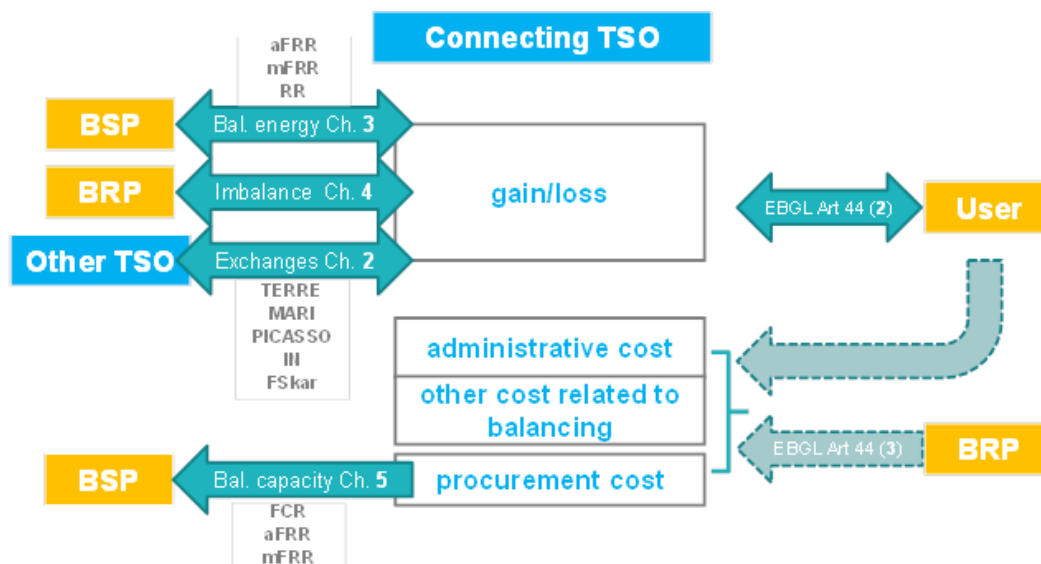 Connecting TSO
aFRR
mFRR
RR
BSP
Bal. energy Ch. 3
BRP
Imbalance Ch. 4
gain/loss
EBGL Art 44 (2)
User
Other TSO
Exchanges Ch. 2
TERRE
MARI
PICASSO
IN
FSkar
administrative cost
other cost related to
balancing
EBGL Art 44 (3)
BRP
BSP
Bal. capacity Ch. 5
procurement cost
FCR
aFRR
mFRR